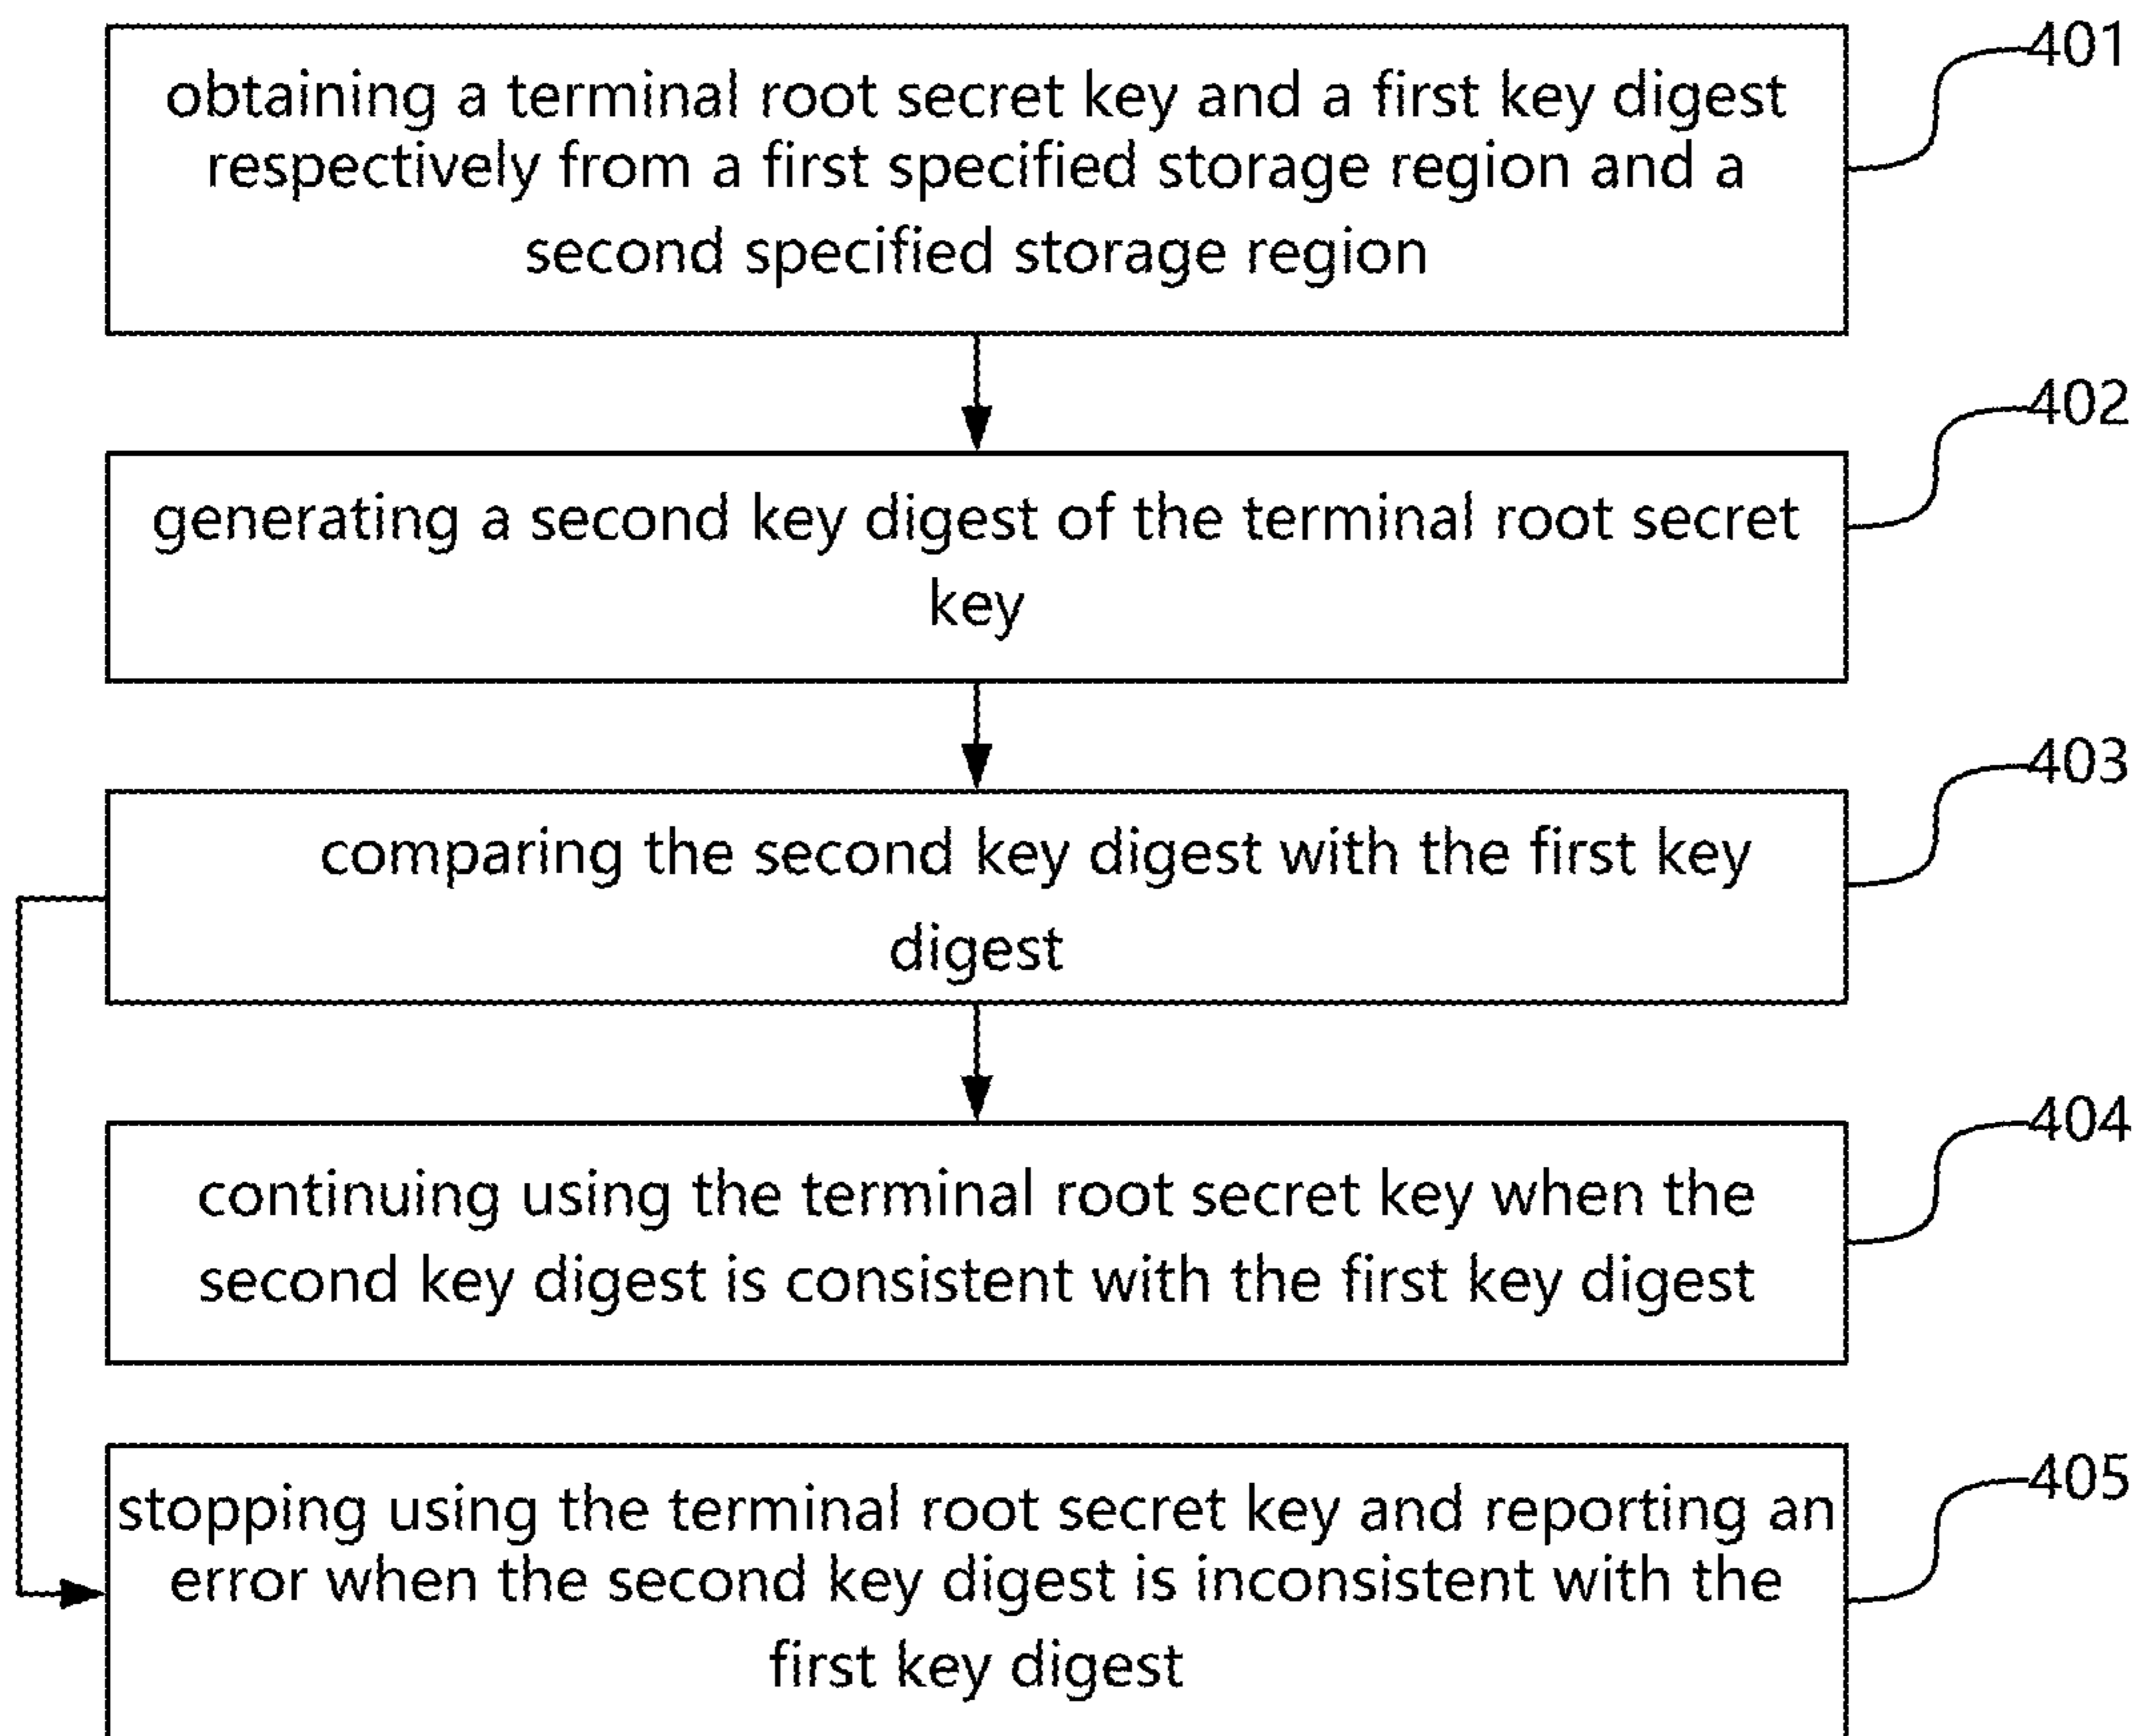 401
obtaining a terminal root secret key and a first key digest
respectively from a first specified storage region and a
second specified storage region
402
generating a second key digest of the terminal root secret
key
403
comparing the second key digest with the first key
digest
404
continuing using the terminal root secret key when the
second key digest is consistent with the first key digest
405
stopping using the terminal root secret key and reporting an
error when the second key digest is inconsistent with the
first key digest